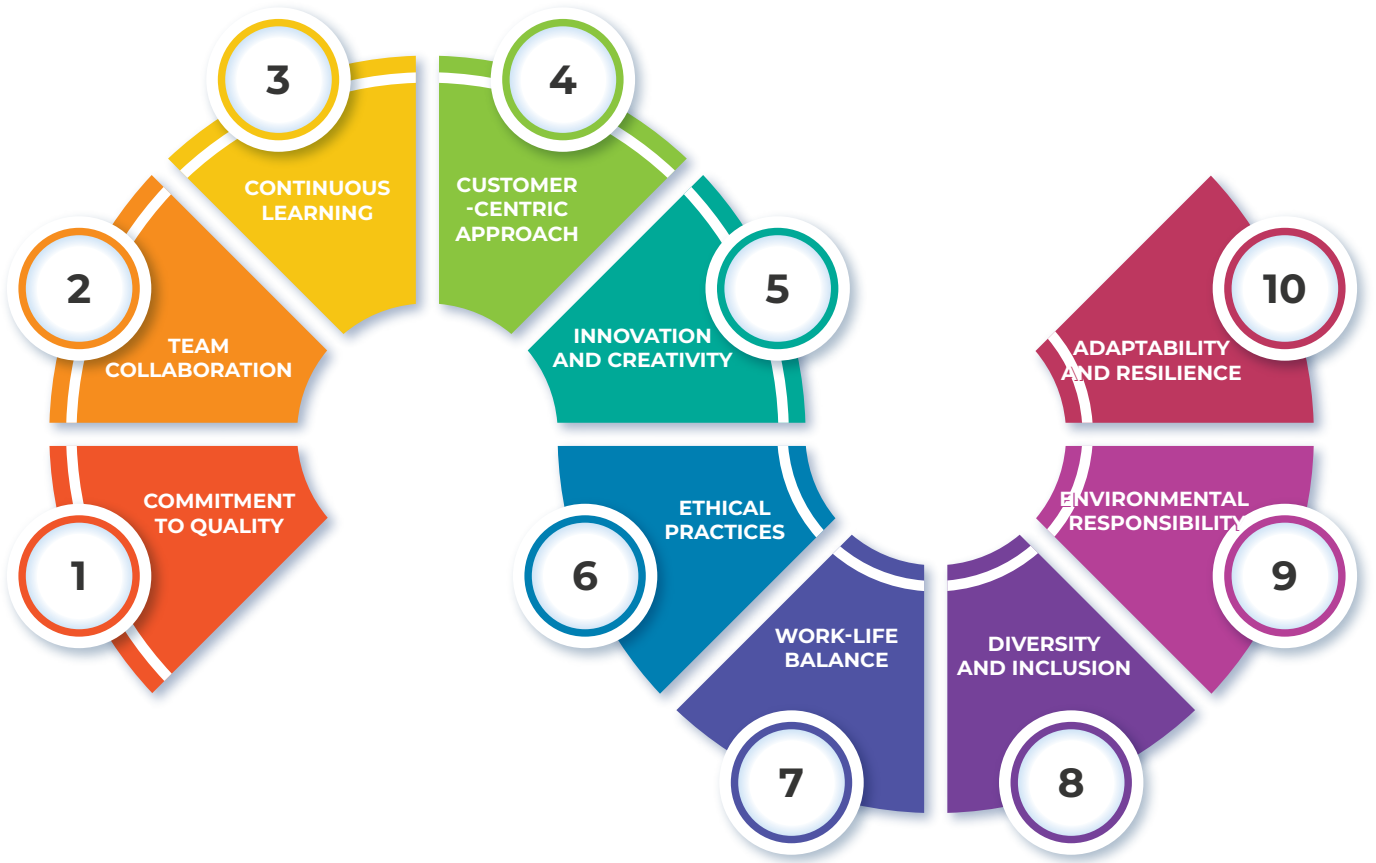 1
COMMITMENT
TO QUALITY
2
TEAM
COLLABORATION
3
CONTINUOUS
LEARNING
4
CUSTOMER
-CENTRIC
APPROACH
5
INNOVATION
AND CREATIVITY
6
ETHICAL
PRACTICES
7
WORK-LIFE
BALANCE
8
DIVERSITY
AND INCLUSION
9
ENVIRONMENTAL
RESPONSIBILITY
10
ADAPTABILITY
AND RESILIENCE